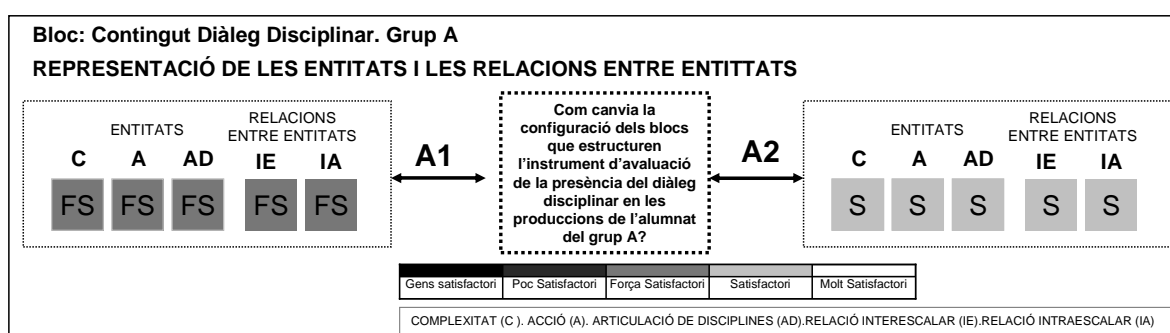 Bloc: Contingut Diàleg Disciplinar. Grup A
REPRESENTACIÓ DE LES ENTITATS I LES RELACIONS ENTRE ENTITTATS
ENTITATS
RELACIONS
ENTRE ENTITATS
C A AD IE IA
FS FS FS FS FS
A1
Com canvia la
configuració dels blocs
que estructuren
l'instrument d'avaluació
de la presència del diàleg
disciplinar en les
produccions de l'alumnat
del grup A?
A2
ENTITATS
RELACIONS
ENTRE ENTITATS
C A AD IE IA
S S S S S
Gens satisfactori Poc Satisfactori Força Satisfactori Satisfactori Molt Satisfactori
COMPLEXITAT (C ). ACCIÓ (A). ARTICULACIÓ DE DISCIPLINES (AD).RELACIÓ INTERESCALAR (IE).RELACIÓ INTRAESCALAR (IA)